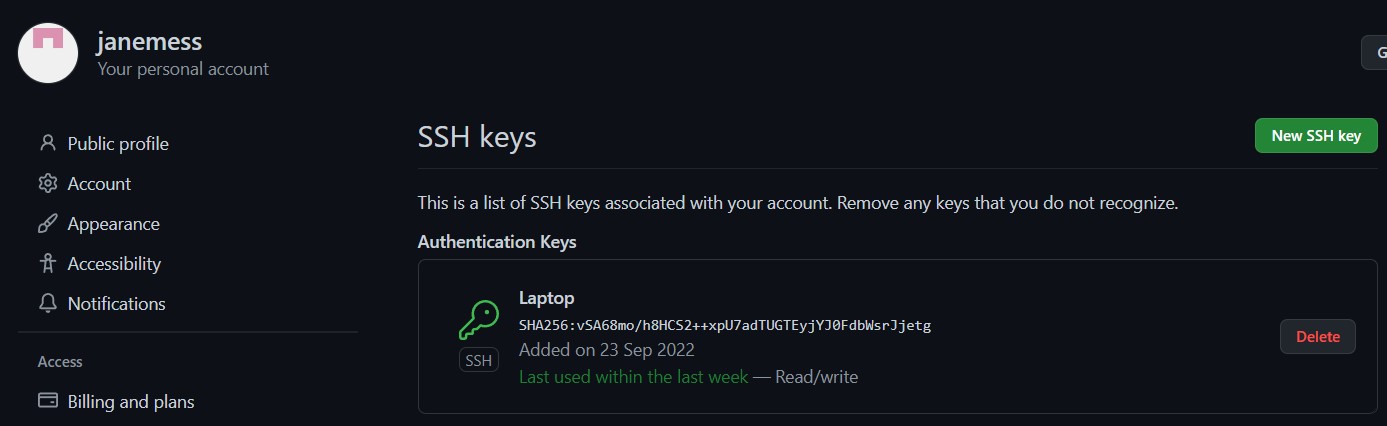 janemess
Your personal account
G
Public profile
Account
Appearance
Accessibility
Notifications
Access
Billing and plans
SSH keys
New SSH key
This is a list of SSH keys associated with your account. Remove any keys that you do not recognize.
Authentication Keys
Laptop
SHA256:vSA68mo/h8HCS2++xpU7adTUGTEyjYJ0FdbWsrJjetg
Added on 23 Sep 2022
Last used within the last week — Read/write
SSH
Delete